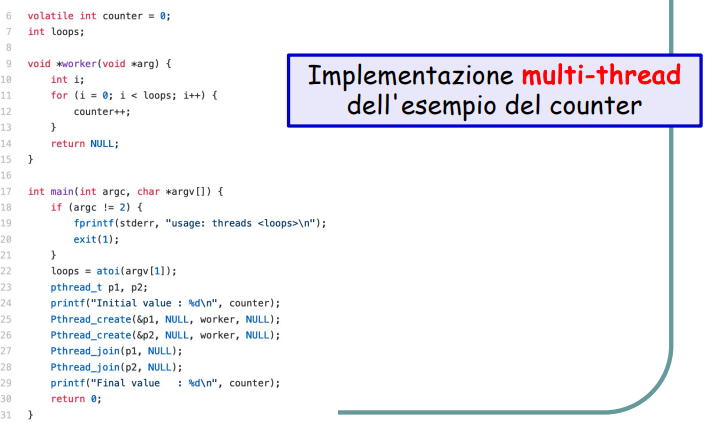 6 volatile int counter = 0;
7 int loops;
8
9 void *worker(void *arg) {
10     int i;
11     for (i = 0; i < loops; i++) {
12         counter++;
13     }
14     return NULL;
15 }
16
17 int main(int argc, char *argv[]) {
18     if (argc != 2) {
19         fprintf(stderr, "usage: threads <loops>\n");
20         exit(1);
21     }
22     loops = atoi(argv[1]);
23     pthread_t p1, p2;
24     printf("Initial value : %d\n", counter);
25     Pthread_create(&p1, NULL, worker, NULL);
26     Pthread_create(&p2, NULL, worker, NULL);
27     Pthread_join(p1, NULL);
28     Pthread_join(p2, NULL);
29     printf("Final value   : %d\n", counter);
30     return 0;
31 }
Implementazione multi-thread
dell'esempio del counter